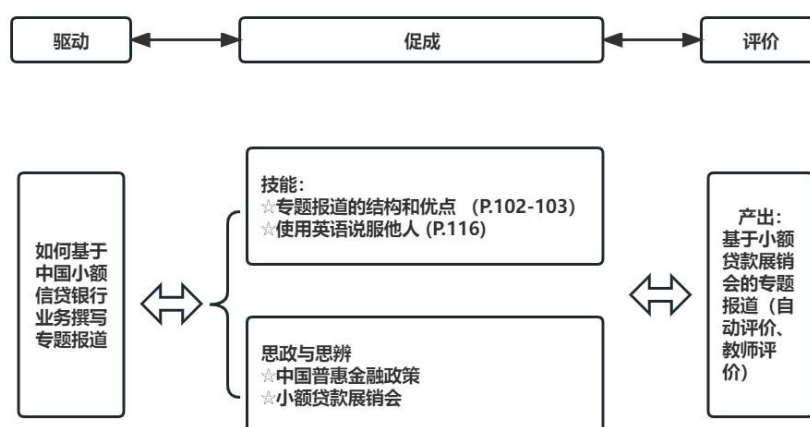 驱动
促成
评价
如何基于
中国小额
信贷银行
业务撰写
专题报道
技能：
☆专题报道的结构和优点 （P.102-103）
☆使用英语说服他人 (P.116)
思政与思辨
☆中国普惠金融政策
☆小额贷款展销会
产出：
基于小额
贷款展销
会的专题
报道（自
动评价、
教师评
价）